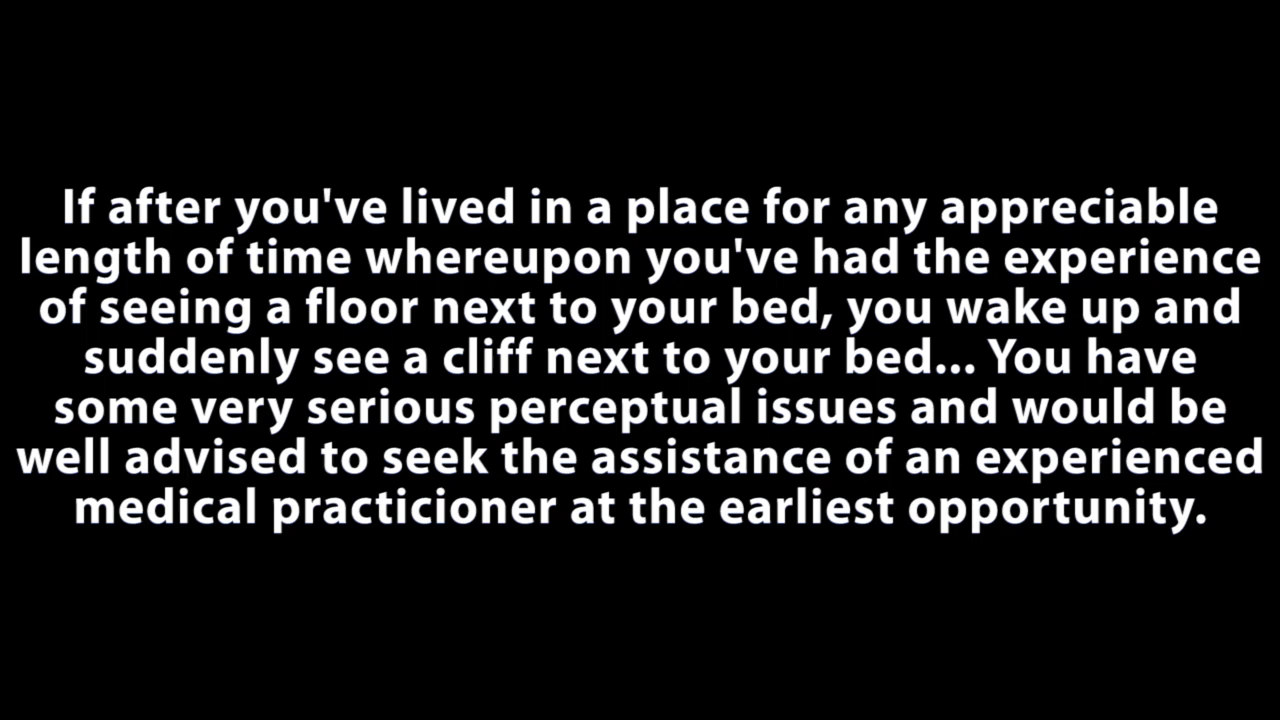 If after you've lived in a place for any appreciable
length of time whereupon you've had the experience
of seeing a floor next to your bed, you wake up and
suddenly see a cliff next to your bed... You have
some very serious perceptual issues and would be
well advised to seek the assistance of an experienced
medical practicioner at the earliest opportunity.